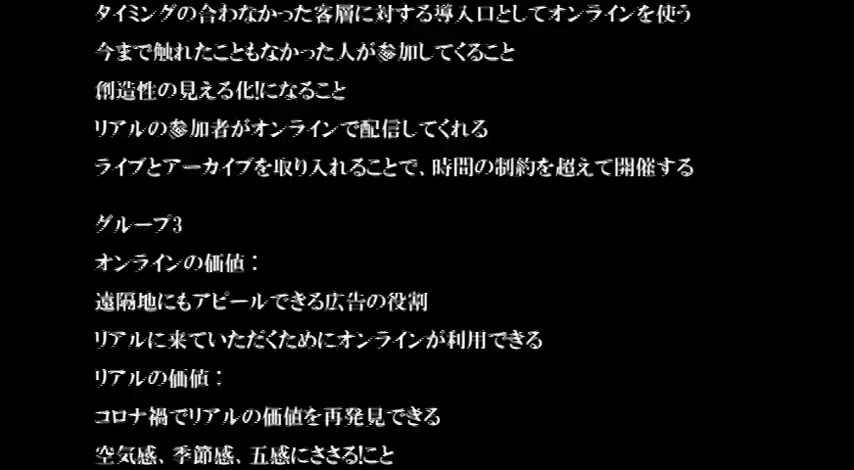 タイミングの合わなかった客層に対する導入口としてオンラインを使う
今まで触れたこともなかった人が参加してくること
創造性の見える化!になること
リアルの参加者がオンラインで配信してくれる
ライブとアーカイブを取り入れることで、時間の制約を超えて開催する
グループ3
オンラインの価値：
遠隔地にもアピールできる広告の役割
リアルに来ていただくためにオンラインが利用できる
リアルの価値：
コロナ禍でリアルの価値を再発見できる
空気感、季節感、五感にささる!こと